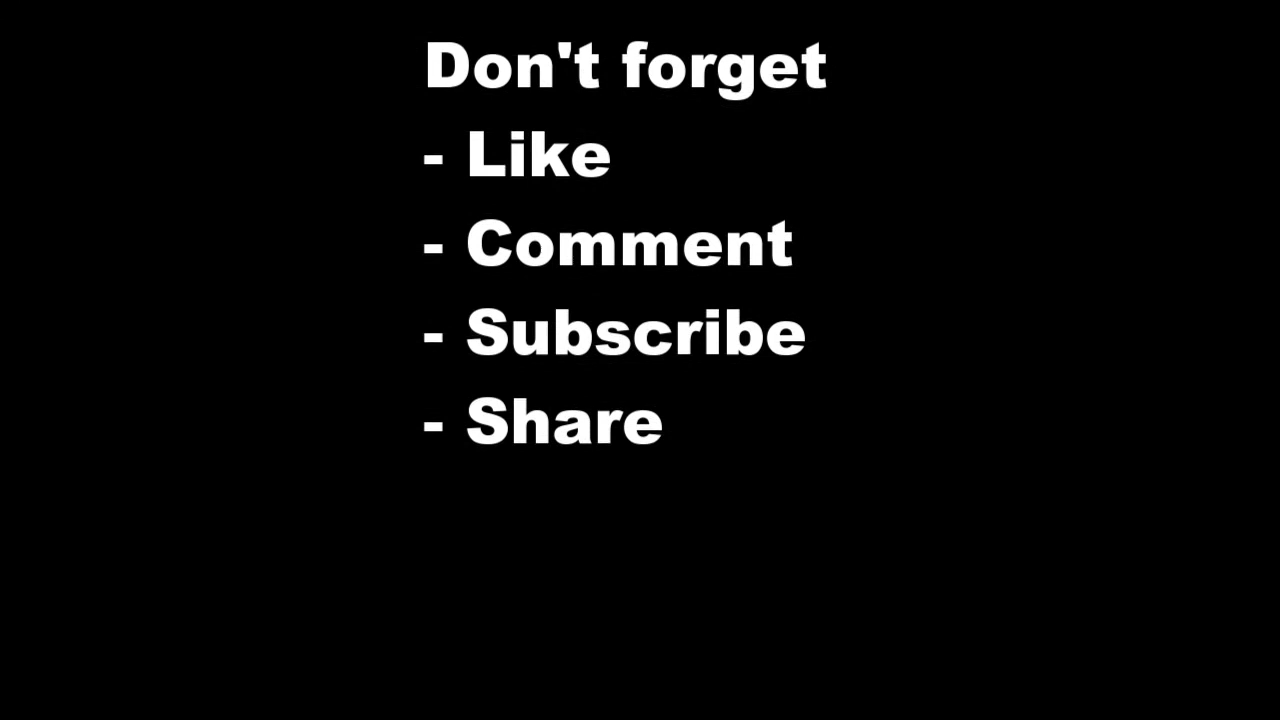 Don't forget
- Like
- Comment
- Subscribe
- Share